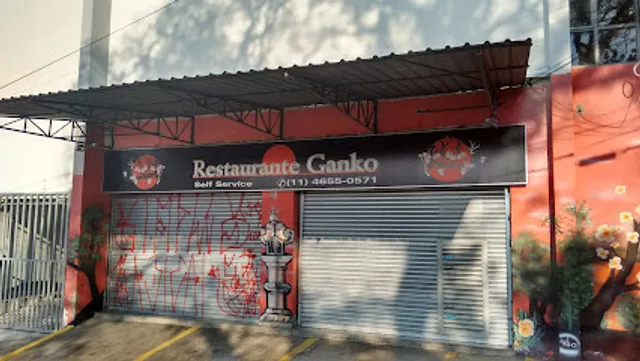 Restaurante Ganko
Self Service (11) 4655-0571